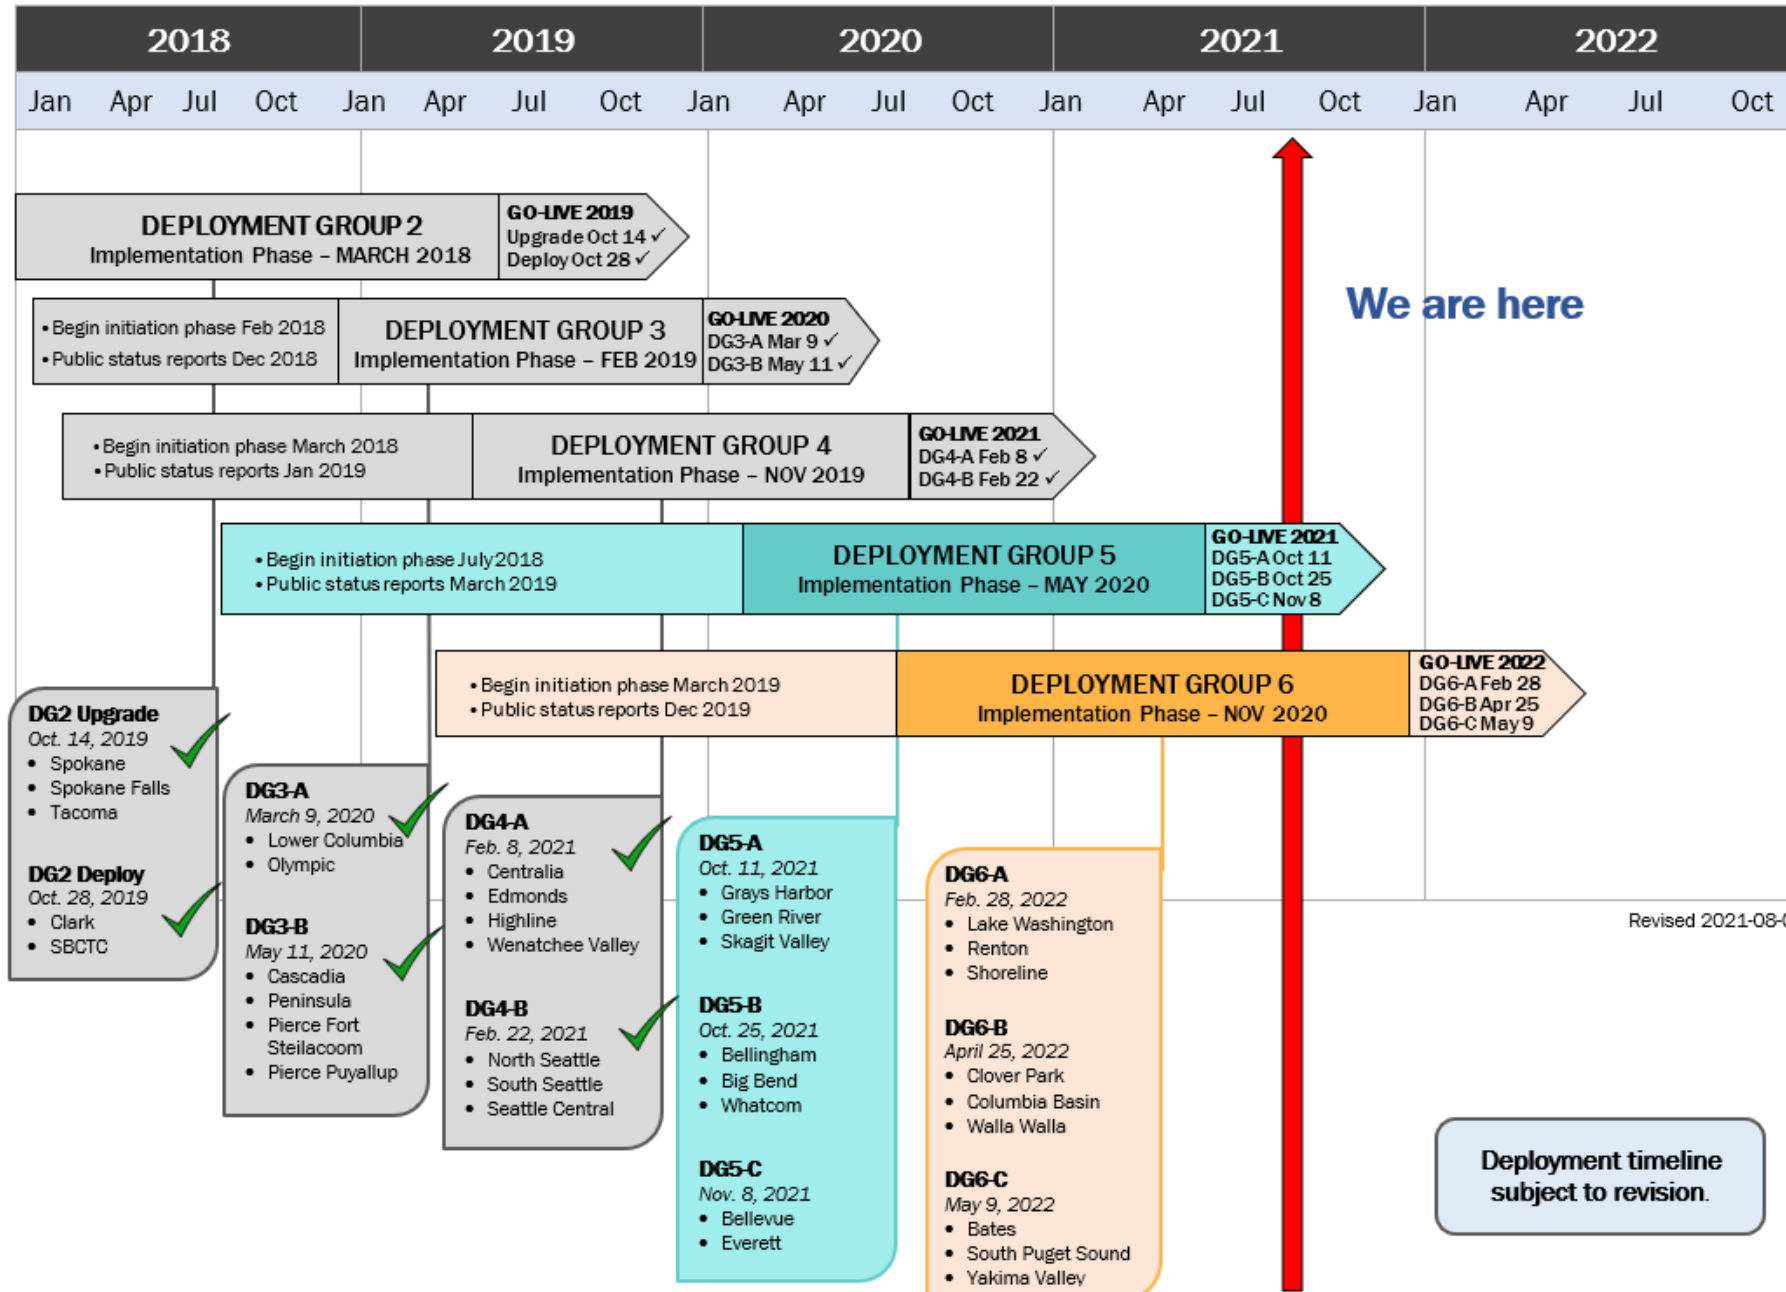 2018 2019 2020 2021 2022
Jan Apr Jul Oct Jan Apr Jul Oct Jan Apr Jul Oct Jan Apr Jul Oct Jan Apr Jul Oct
DEPLOYMENT GROUP 2
Implementation Phase – MARCH 2018
GO-LIVE 2019
Upgrade Oct 14 ✓
Deploy Oct 28 ✓
We are here
• Begin initiation phase Feb 2018
• Public status reports Dec 2018
DEPLOYMENT GROUP 3
Implementation Phase – FEB 2019
GO-LIVE 2020
DG3-A Mar 9 ✓
DG3-B May 11 ✓
• Begin initiation phase March 2018
• Public status reports Jan 2019
DEPLOYMENT GROUP 4
Implementation Phase – NOV 2019
GO-LIVE 2021
DG4-A Feb 8 ✓
DG4-B Feb 22 ✓
• Begin initiation phase July 2018
• Public status reports March 2019
DEPLOYMENT GROUP 5
Implementation Phase – MAY 2020
GO-LIVE 2021
DG5-A Oct 11
DG5-B Oct 25
DG5-C Nov 8
• Begin initiation phase March 2019
• Public status reports Dec 2019
DEPLOYMENT GROUP 6
Implementation Phase – NOV 2020
GO-LIVE 2022
DG6-A Feb 28
DG6-B Apr 25
DG6-C May 9
DG2 Upgrade
Oct. 14, 2019
• Spokane
• Spokane Falls
• Tacoma
DG2 Deploy
Oct. 28, 2019
• Clark
• SBCTC
DG3-A
March 9, 2020
• Lower Columbia
• Olympic
DG3-B
May 11, 2020
• Cascadia
• Peninsula
• Pierce Fort
Steilacoom
• Pierce Puyallup
DG4-A
Feb. 8, 2021
• Centralia
• Edmonds
• Highline
• Wenatchee Valley
DG4-B
Feb. 22, 2021
• North Seattle
• South Seattle
• Seattle Central
DG5-A
Oct. 11, 2021
• Grays Harbor
• Green River
• Skagit Valley
DG5-B
Oct. 25, 2021
• Bellingham
• Big Bend
• Whatcom
DG5-C
Nov. 8, 2021
• Bellevue
• Everett
DG6-A
Feb. 28, 2022
• Lake Washington
• Renton
• Shoreline
DG6-B
April 25, 2022
• Clover Park
• Columbia Basin
• Walla Walla
DG6-C
May 9, 2022
• Bates
• South Puget Sound
• Yakima Valley
Revised 2021-08-
Deployment timeline
subject to revision.